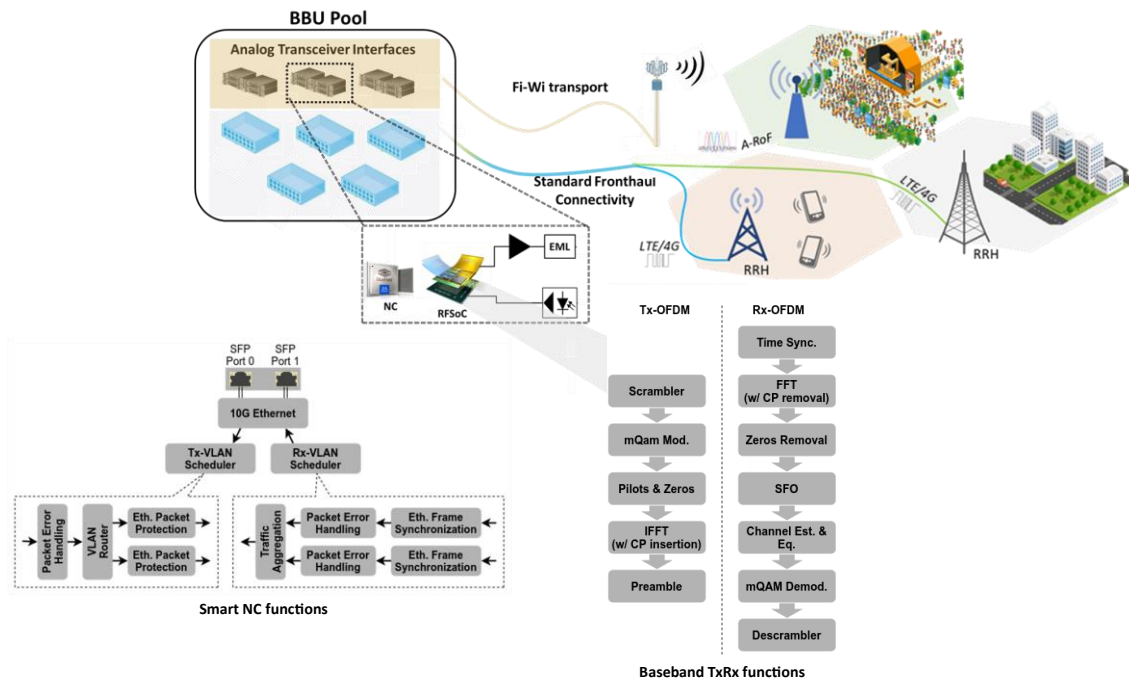 BBU Pool
Analog Transceiver Interfaces
Fi-Wi transport
A-RoF
Standard Fronthaul
Connectivity
LTE/4G
LTE/4G
RRH
RRH
EML
NC
RFSoC
SFP
Port 0
SFP
Port 1
10G Ethernet
Tx-VLAN
Scheduler
Rx-VLAN
Scheduler
Packet Error
Handling
VLAN
Router
Eth. Packet
Protection
Eth. Packet
Protection
Traffic
Aggregation
Packet Error
Handling
Eth. Frame
Synchronization
Packet Error
Handling
Eth. Frame
Synchronization
Smart NC functions
Tx-OFDM
Scrambler
mQam Mod.
Pilots & Zeros
IFFT
(w/ CP insertion)
Preamble
Rx-OFDM
Time Sync.
FFT
(w/ CP removal)
Zeros Removal
SFO
Channel Est. &
Eq.
mQAM Demod.
Descrambler
Baseband TxRx functions